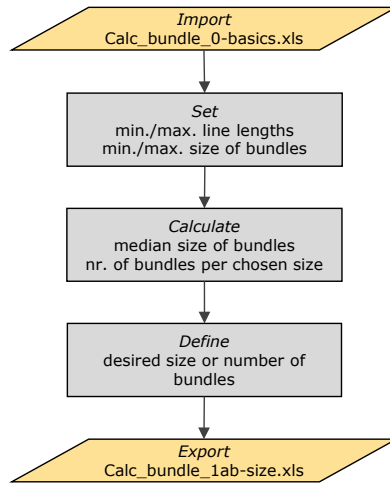 Import
Calc_bundle_0-basics.xls
Set
min./max. line lengths
min./max. size of bundles
Calculate
median size of bundles
nr. of bundles per chosen size
Define
desired size or number of
bundles
Export
Calc_bundle_1ab-size.xls